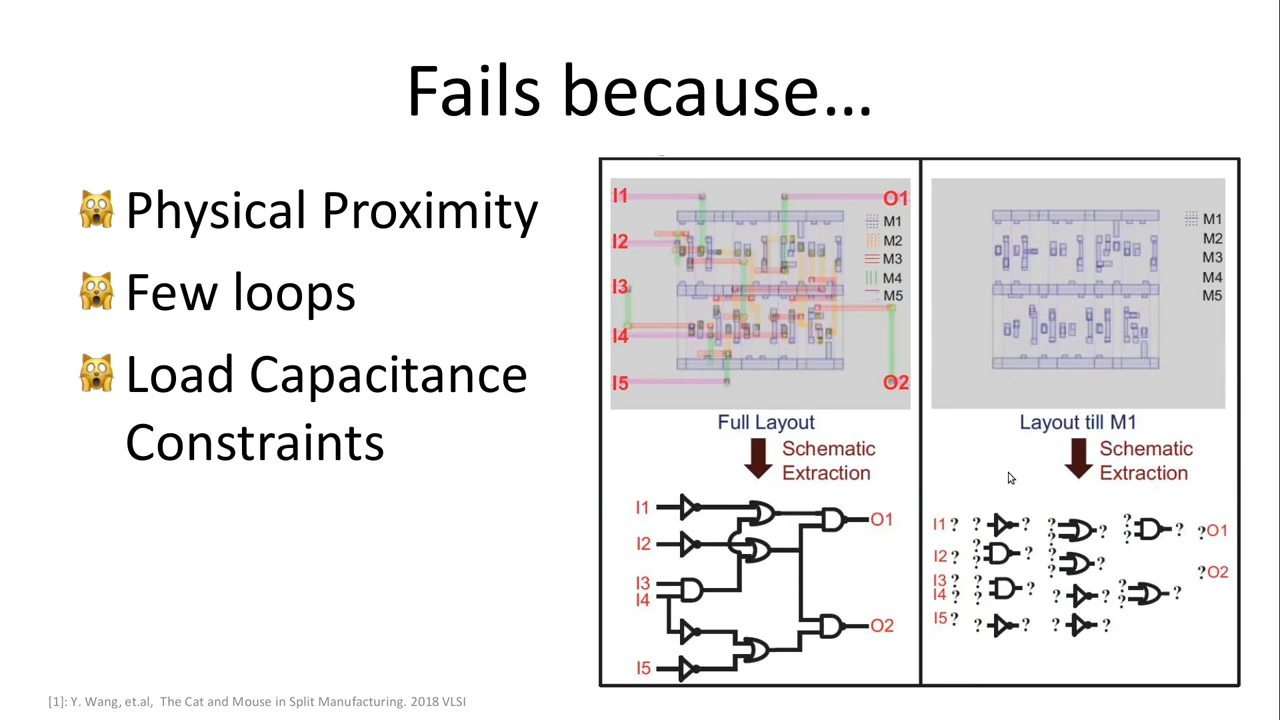 Fails because…
Physical Proximity
Few loops
Load Capacitance
Constraints
I1
I2
I3
I4
I5
O1
O2
M1
M2
M3
M4
M5
Full Layout
Schematic
Extraction
I1
I2
I3
I4
I5
O1
O2
M1
M2
M3
M4
M5
Layout till M1
Schematic
Extraction
I1 ? ? ? ? ? ? ? ? ? O1
I2 ? ? ? ? ? ? ? ? O2
I3 ? ? ? ?
I4 ? ? ? ? ? ? ?
I5 ? ? ? ? ?
[1]: Y. Wang, et.al, The Cat and Mouse in Split Manufacturing. 2018 VLSI